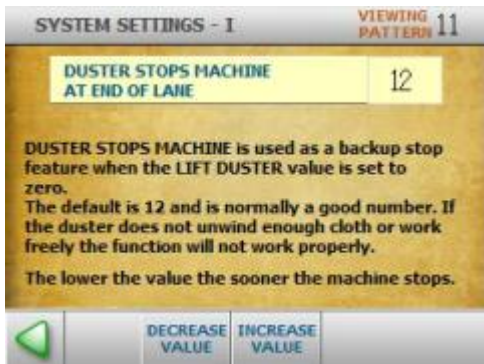 SYSTEM SETTINGS - I
VIEWING
PATTERN 11
DUSTER STOPS MACHINE
AT END OF LANE
12
DUSTER STOPS MACHINE is used as a backup stop
feature when the LIFT DUSTER value is set to
zero.
The default is 12 and is normally a good number. If
the duster does not unwind enough cloth or work
freely the function will not work properly.
The lower the value the sooner the machine stops.
DECREASE
VALUE
INCREASE
VALUE